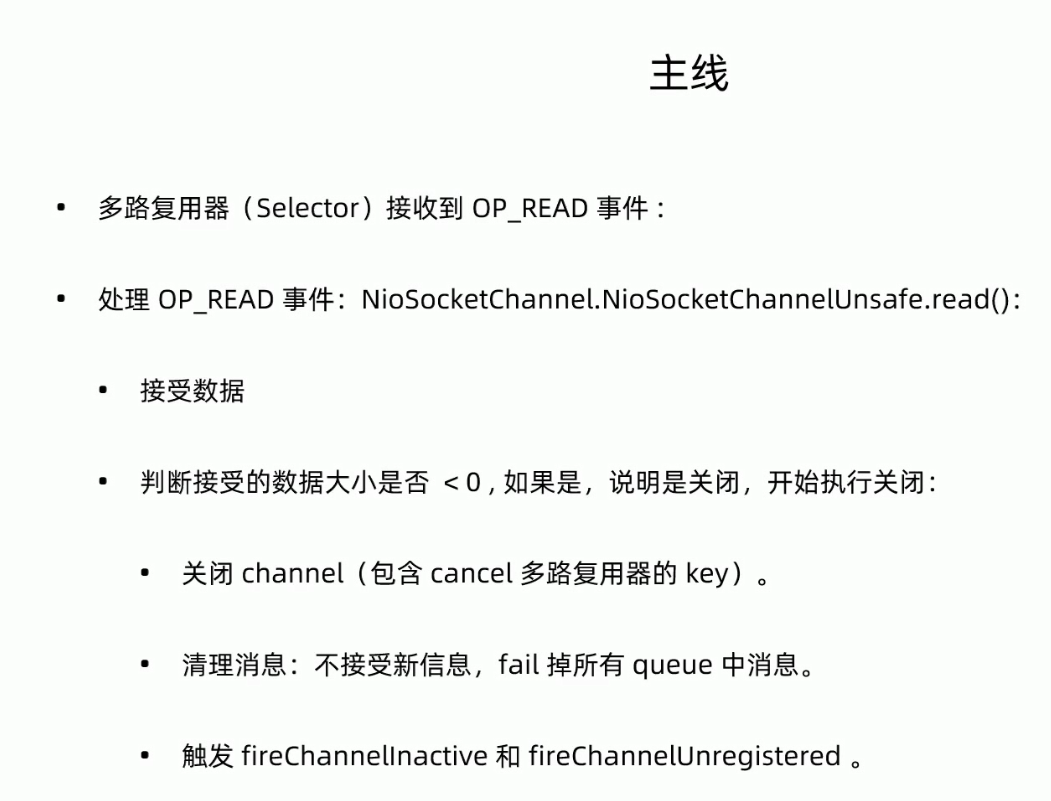 主线
• 多路复用器（Selector）接收到 OP_READ 事件：
• 处理 OP_READ 事件：NioSocketChannel.NioSocketChannelUnsafe.read()：
• 接受数据
• 判断接受的数据大小是否 < 0 , 如果是，说明是关闭，开始执行关闭：
• 关闭 channel（包含 cancel 多路复用器的 key）。
• 清理消息：不接受新信息，fail 掉所有 queue 中消息。
• 触发 fireChannelInactive 和 fireChannelUnregistered 。